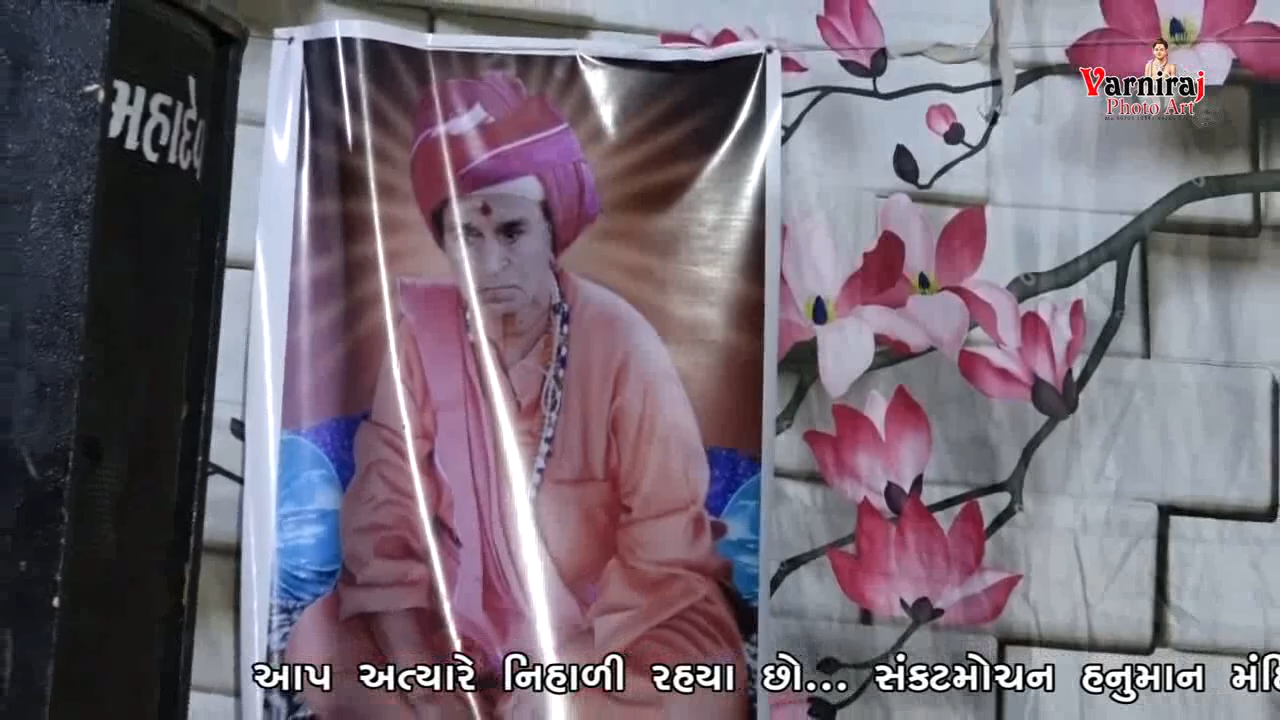 મહાદેવ
Varniraj
Photo Art
આપ અત્યારે નિહાળી રહયા છો... સંકટમોચન હનુમાન